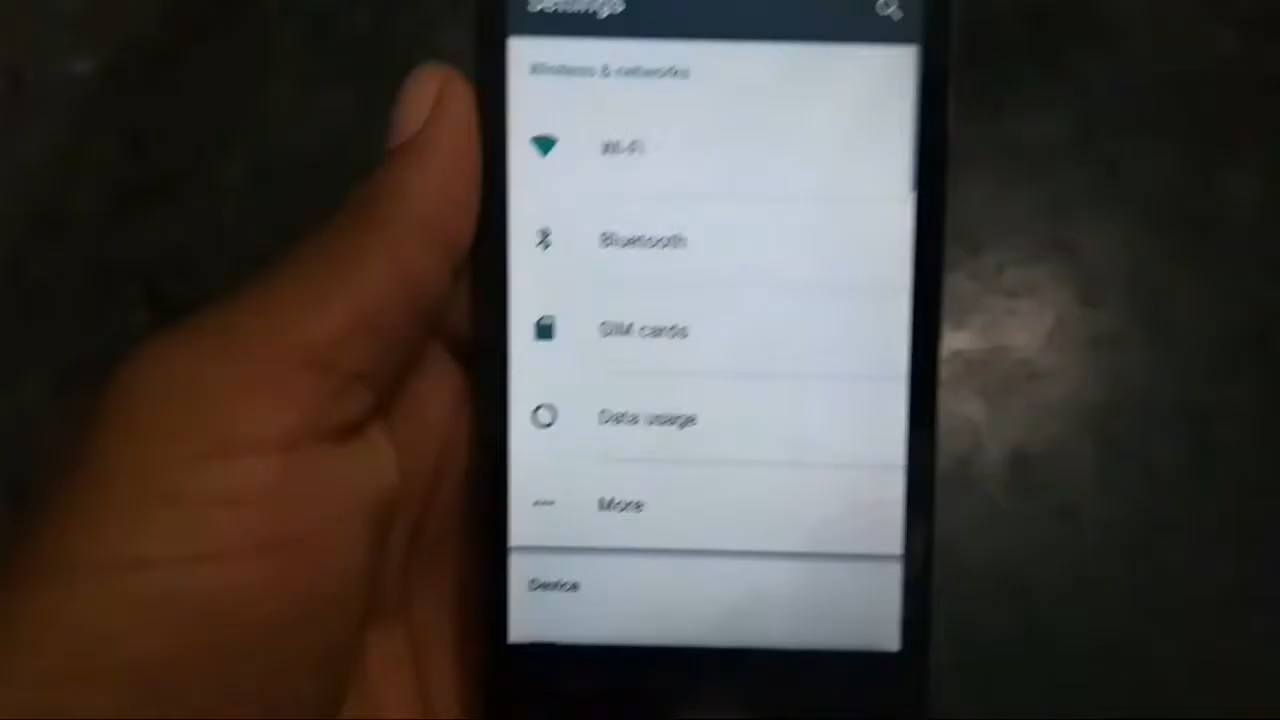 Settings
Wireless & networks
Wi-Fi
Bluetooth
SIM cards
Data usage
More
Device